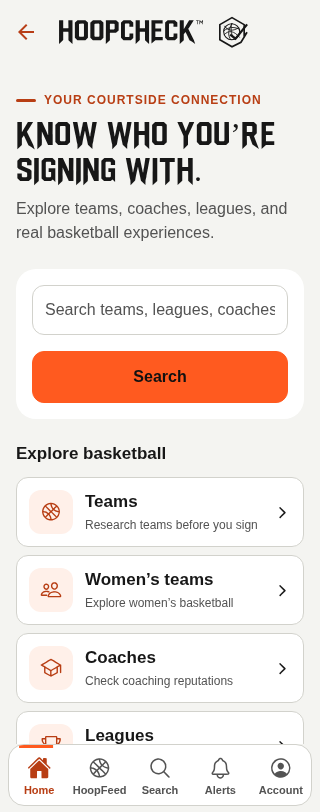 HOOPCHECK™
YOUR COURTSIDE CONNECTION
KNOW WHO YOU’RE
SIGNING WITH.
Explore teams, coaches, leagues, and
real basketball experiences.
Search teams, leagues, coaches
Search
Explore basketball
Teams
Research teams before you sign
Women’s teams
Explore women’s basketball
Coaches
Check coaching reputations
Leagues
Home HoopFeed Search Alerts Account